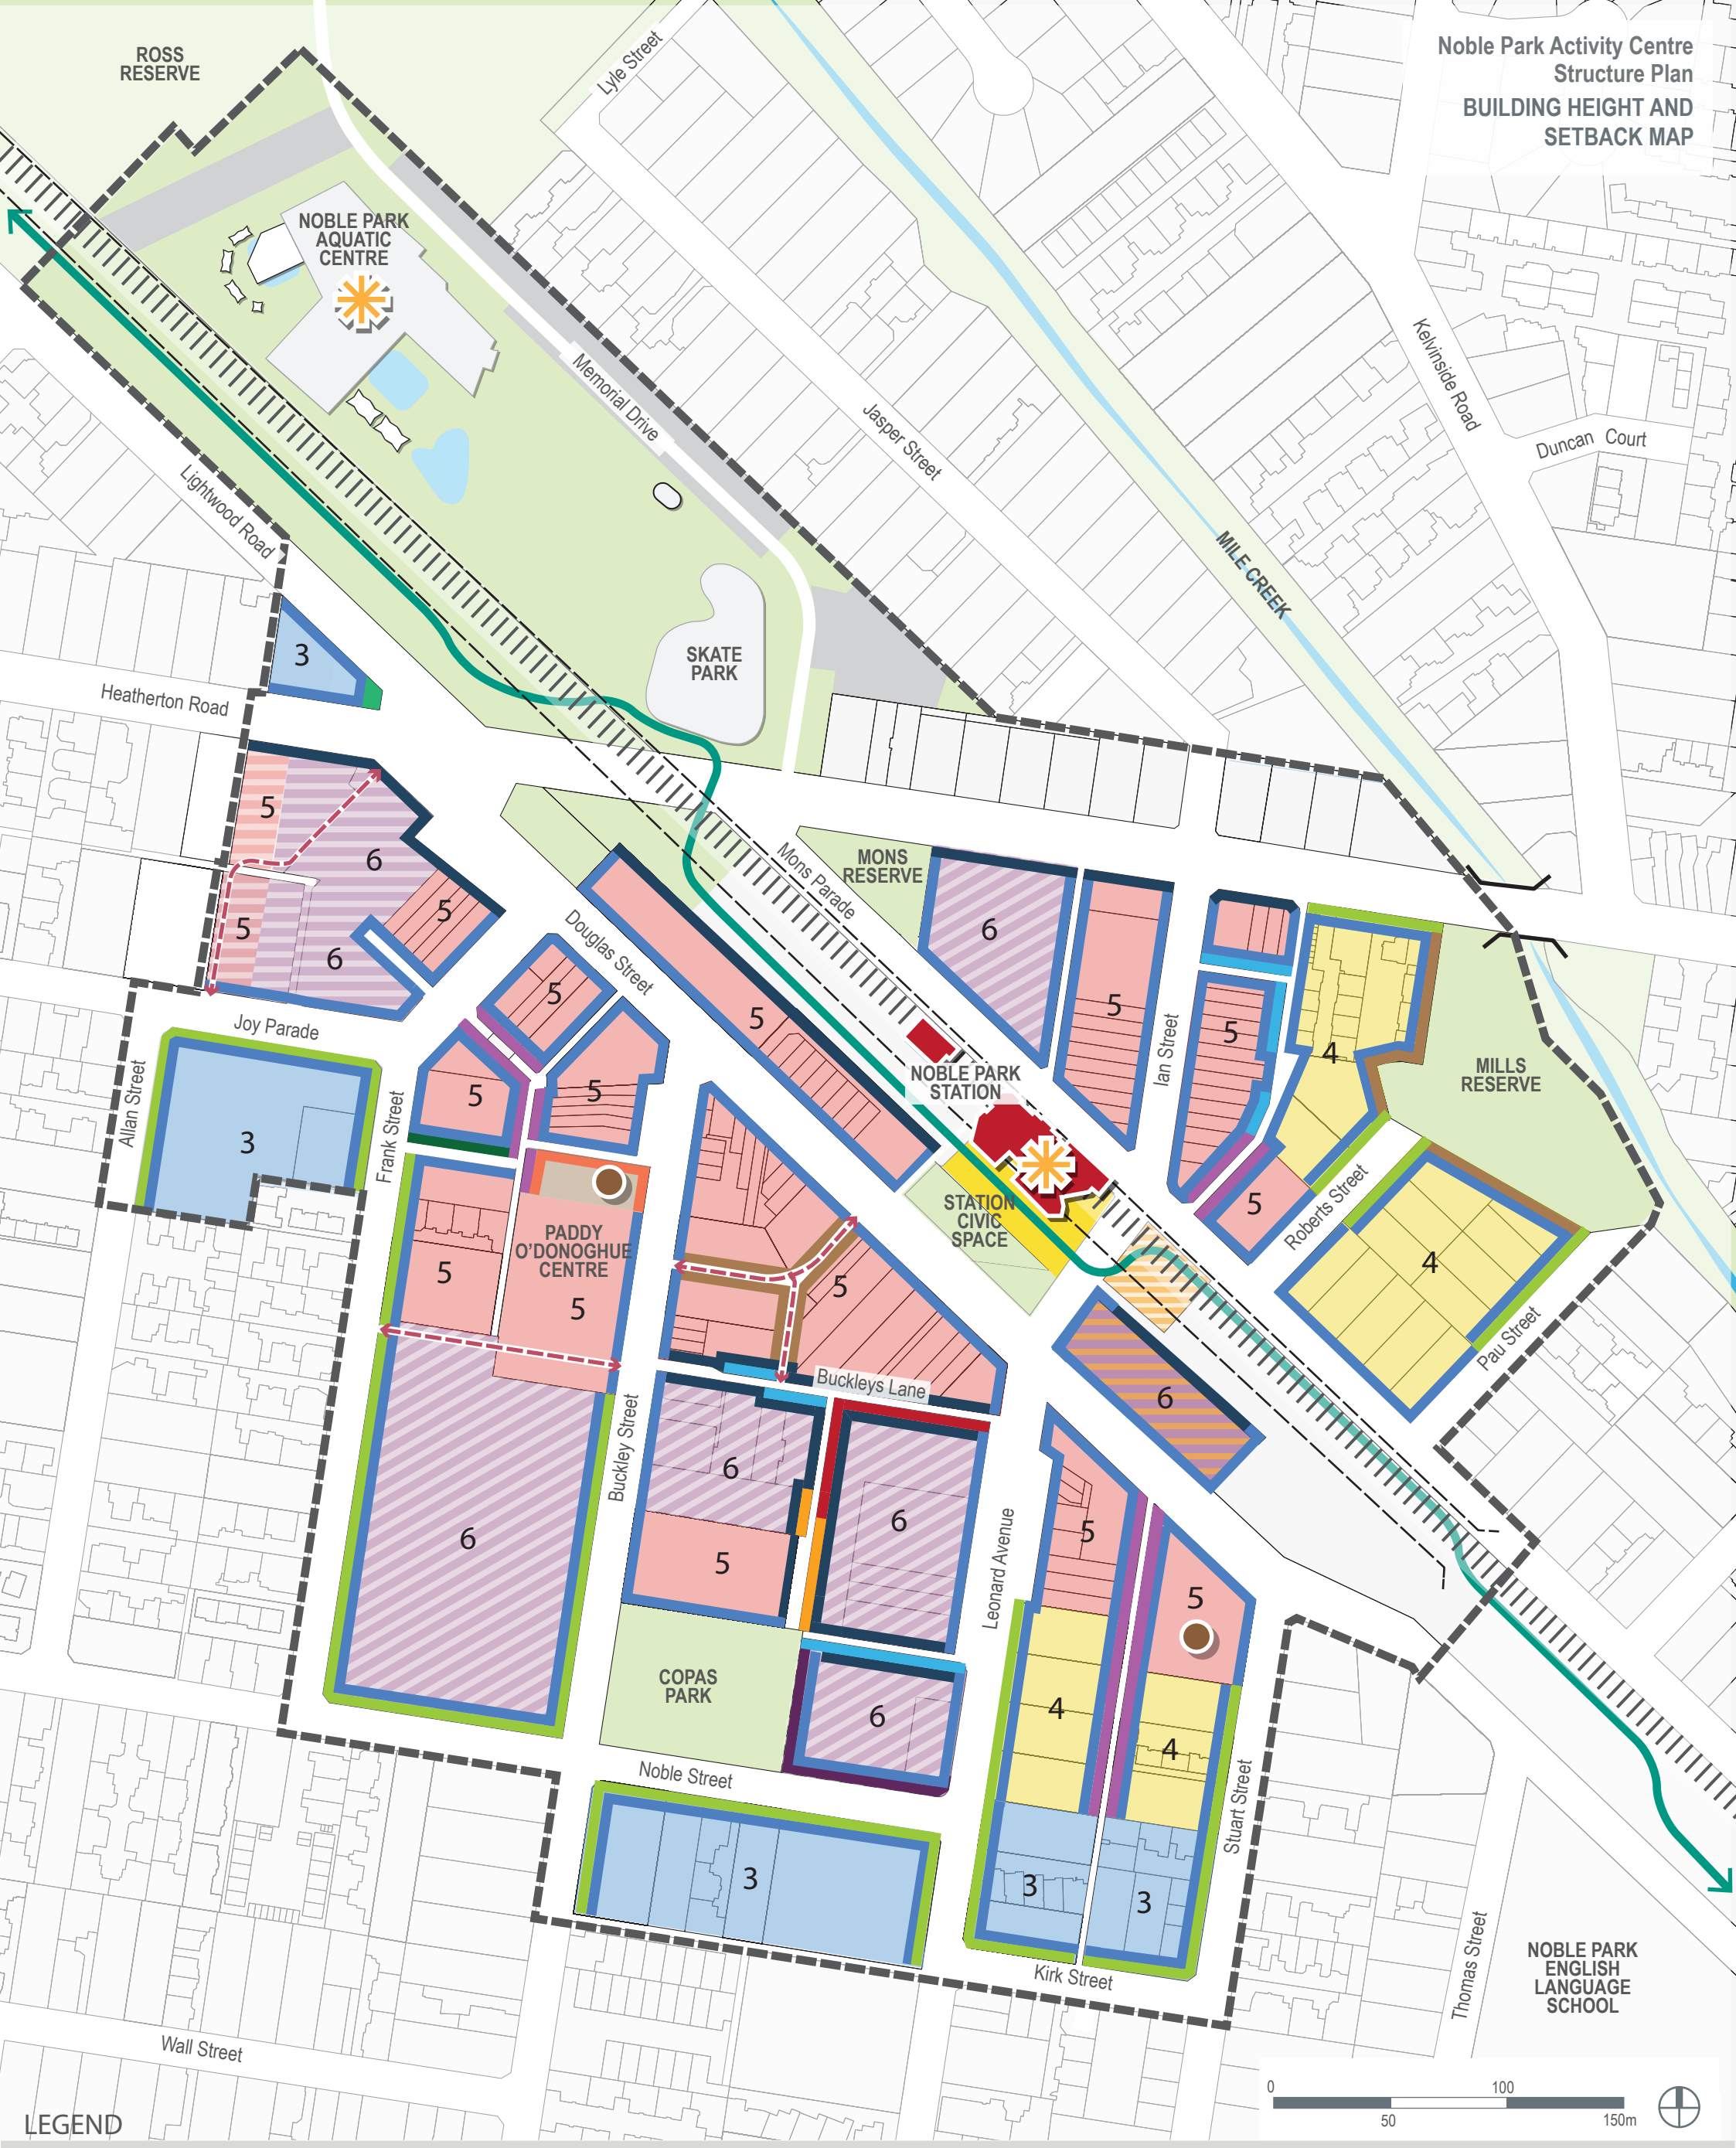 Noble Park Activity Centre
Structure Plan
BUILDING HEIGHT AND
SETBACK MAP
ROSS
RESERVE
Lyle Street
NOBLE PARK
AQUATIC
CENTRE
Memorial Drive
Jasper Street
Kelvinside Road
Duncan Court
Lightwood Road
MILE CREEK
SKATE
PARK
3
Heatherton Road
5
6
5
5
6
Mons Parade
MONS
RESERVE
6
Douglas Street
5
5
5
Ian Street
5
4
MILLS
RESERVE
Joy Parade
Allan Street
3
Frank Street
5
5
NOBLE PARK
STATION
STATION
CIVIC
SPACE
5
Roberts Street
4
Pau Street
PADDY
O'DONOGHUE
CENTRE
5
5
5
Buckleys Lane
6
Buckley Street
6
6
5
6
Leonard Avenue
5
5
COPAS
PARK
6
4
4
Noble Street
Stuart Street
3
3
3
Kirk Street
Thomas Street
NOBLE PARK
ENGLISH
LANGUAGE
SCHOOL
Wall Street
0
100
50
150m
LEGEND